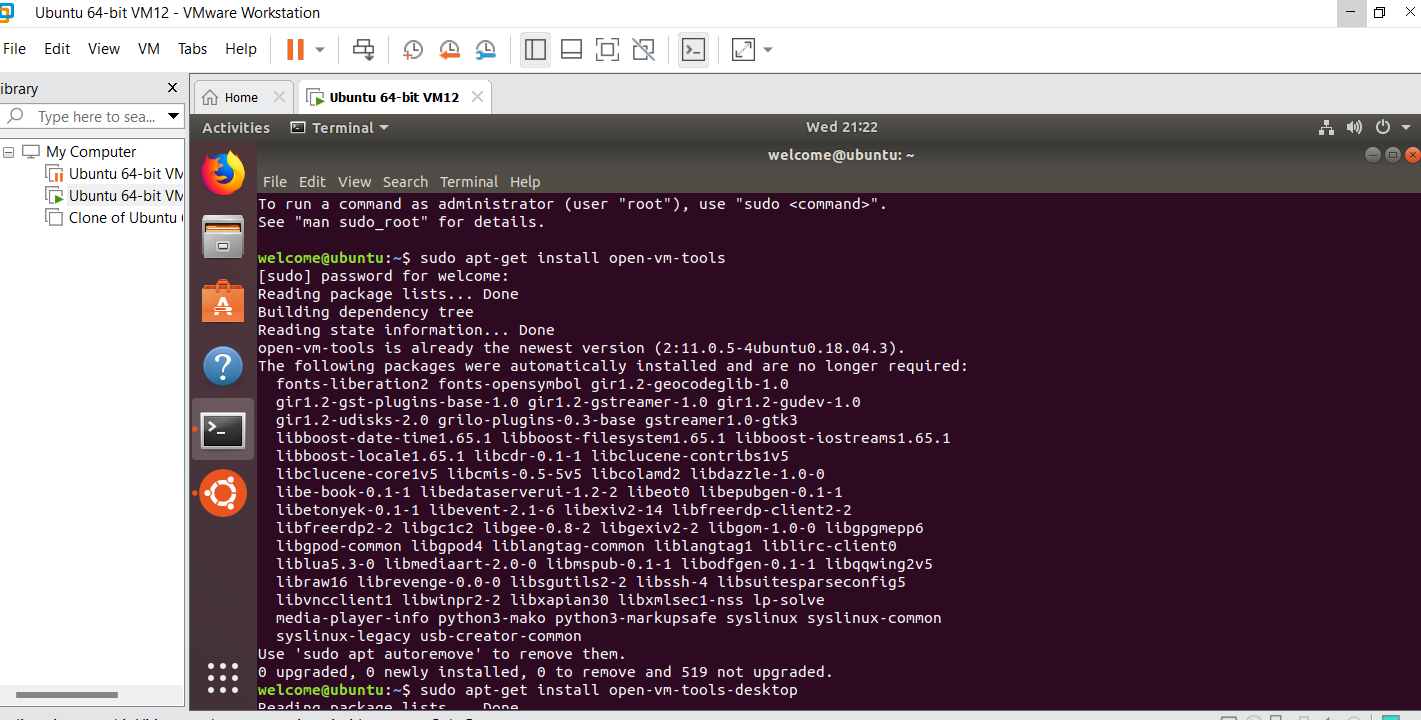 Ubuntu 64-bit VM12 - VMware Workstation
File Edit View VM Tabs Help
ibrary
Type here to sea...
Home
Ubuntu 64-bit VM12
My Computer
Ubuntu 64-bit VM
Ubuntu 64-bit VM
Clone of Ubuntu
Activities Terminal Wed 21:22
welcome@ubuntu: ~
File Edit View Search Terminal Help
To run a command as administrator (user "root"), use "sudo <command>".
See "man sudo_root" for details.
welcome@ubuntu:~$ sudo apt-get install open-vm-tools
[sudo] password for welcome:
Reading package lists... Done
Building dependency tree
Reading state information... Done
open-vm-tools is already the newest version (2:11.0.5-4ubuntu0.18.04.3).
The following packages were automatically installed and are no longer required:
fonts-liberation2 fonts-opensymbol gir1.2-geocodeglib-1.0
gir1.2-gst-plugins-base-1.0 gir1.2-gstreamer-1.0 gir1.2-gudev-1.0
gir1.2-udisks-2.0 grilo-plugins-0.3-base gstreamer1.0-gtk3
libboost-date-time1.65.1 libboost-filesystem1.65.1 libboost-iostreams1.65.1
libboost-locale1.65.1 libcdr-0.1-1 libclucene-contribs1v5
libclucene-core1v5 libcmis-0.5-5v5 libcolamd2 libdazzle-1.0-0
libe-book-0.1-1 libedataserverui-1.2-2 libeot0 libepubgen-0.1-1
libetonyek-0.1-1 libevent-2.1-6 libexiv2-14 libfreerdp-client2-2
libfreerdp2-2 libgc1c2 libgee-0.8-2 libgexiv2-2 libgom-1.0-0 libgpgmepp6
libgpod-common libgpod4 liblangtag-common liblangtag1 liblirc-client0
liblua5.3-0 libmediaart-2.0-0 libmspub-0.1-1 libodfgen-0.1-1 libqqwing2v5
libraw16 librevenge-0.0-0 libsgutils2-2 libssh-4 libsuitesparseconfig5
libvncclient1 libwinpr2-2 libxapian30 libxmlsec1-nss lp-solve
media-player-info python3-mako python3-markupsafe syslinux syslinux-common
syslinux-legacy usb-creator-common
Use 'sudo apt autoremove' to remove them.
0 upgraded, 0 newly installed, 0 to remove and 519 not upgraded.
welcome@ubuntu:~$ sudo apt-get install open-vm-tools-desktop
Reading package lists... Done